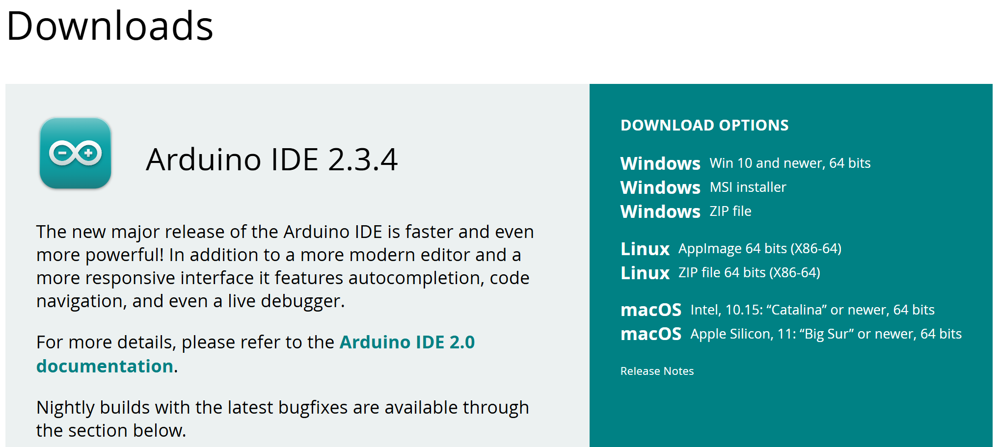 Downloads
Arduino IDE 2.3.4
The new major release of the Arduino IDE is faster and even
more powerful! In addition to a more modern editor and a
more responsive interface it features autocompletion, code
navigation, and even a live debugger.
For more details, please refer to the Arduino IDE 2.0
documentation.
Nightly builds with the latest bugfixes are available through
the section below.
DOWNLOAD OPTIONS
Windows Win 10 and newer, 64 bits
Windows MSI installer
Windows ZIP file
Linux AppImage 64 bits (X86-64)
Linux ZIP file 64 bits (X86-64)
macOS Intel, 10.15: “Catalina” or newer, 64 bits
macOS Apple Silicon, 11: “Big Sur” or newer, 64 bits
Release Notes